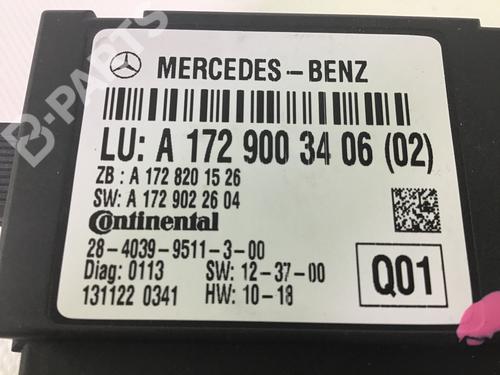 B-PARTS
MERCEDES-BENZ
LU: A 172 900 34 06 (02)
ZB : A 172 820 15 26
SW: A 172 902 26 04
Continental
28-4039-9511-3-00
Diag: 0113 SW: 12-37-00
131122 0341 HW: 10-18
Q01